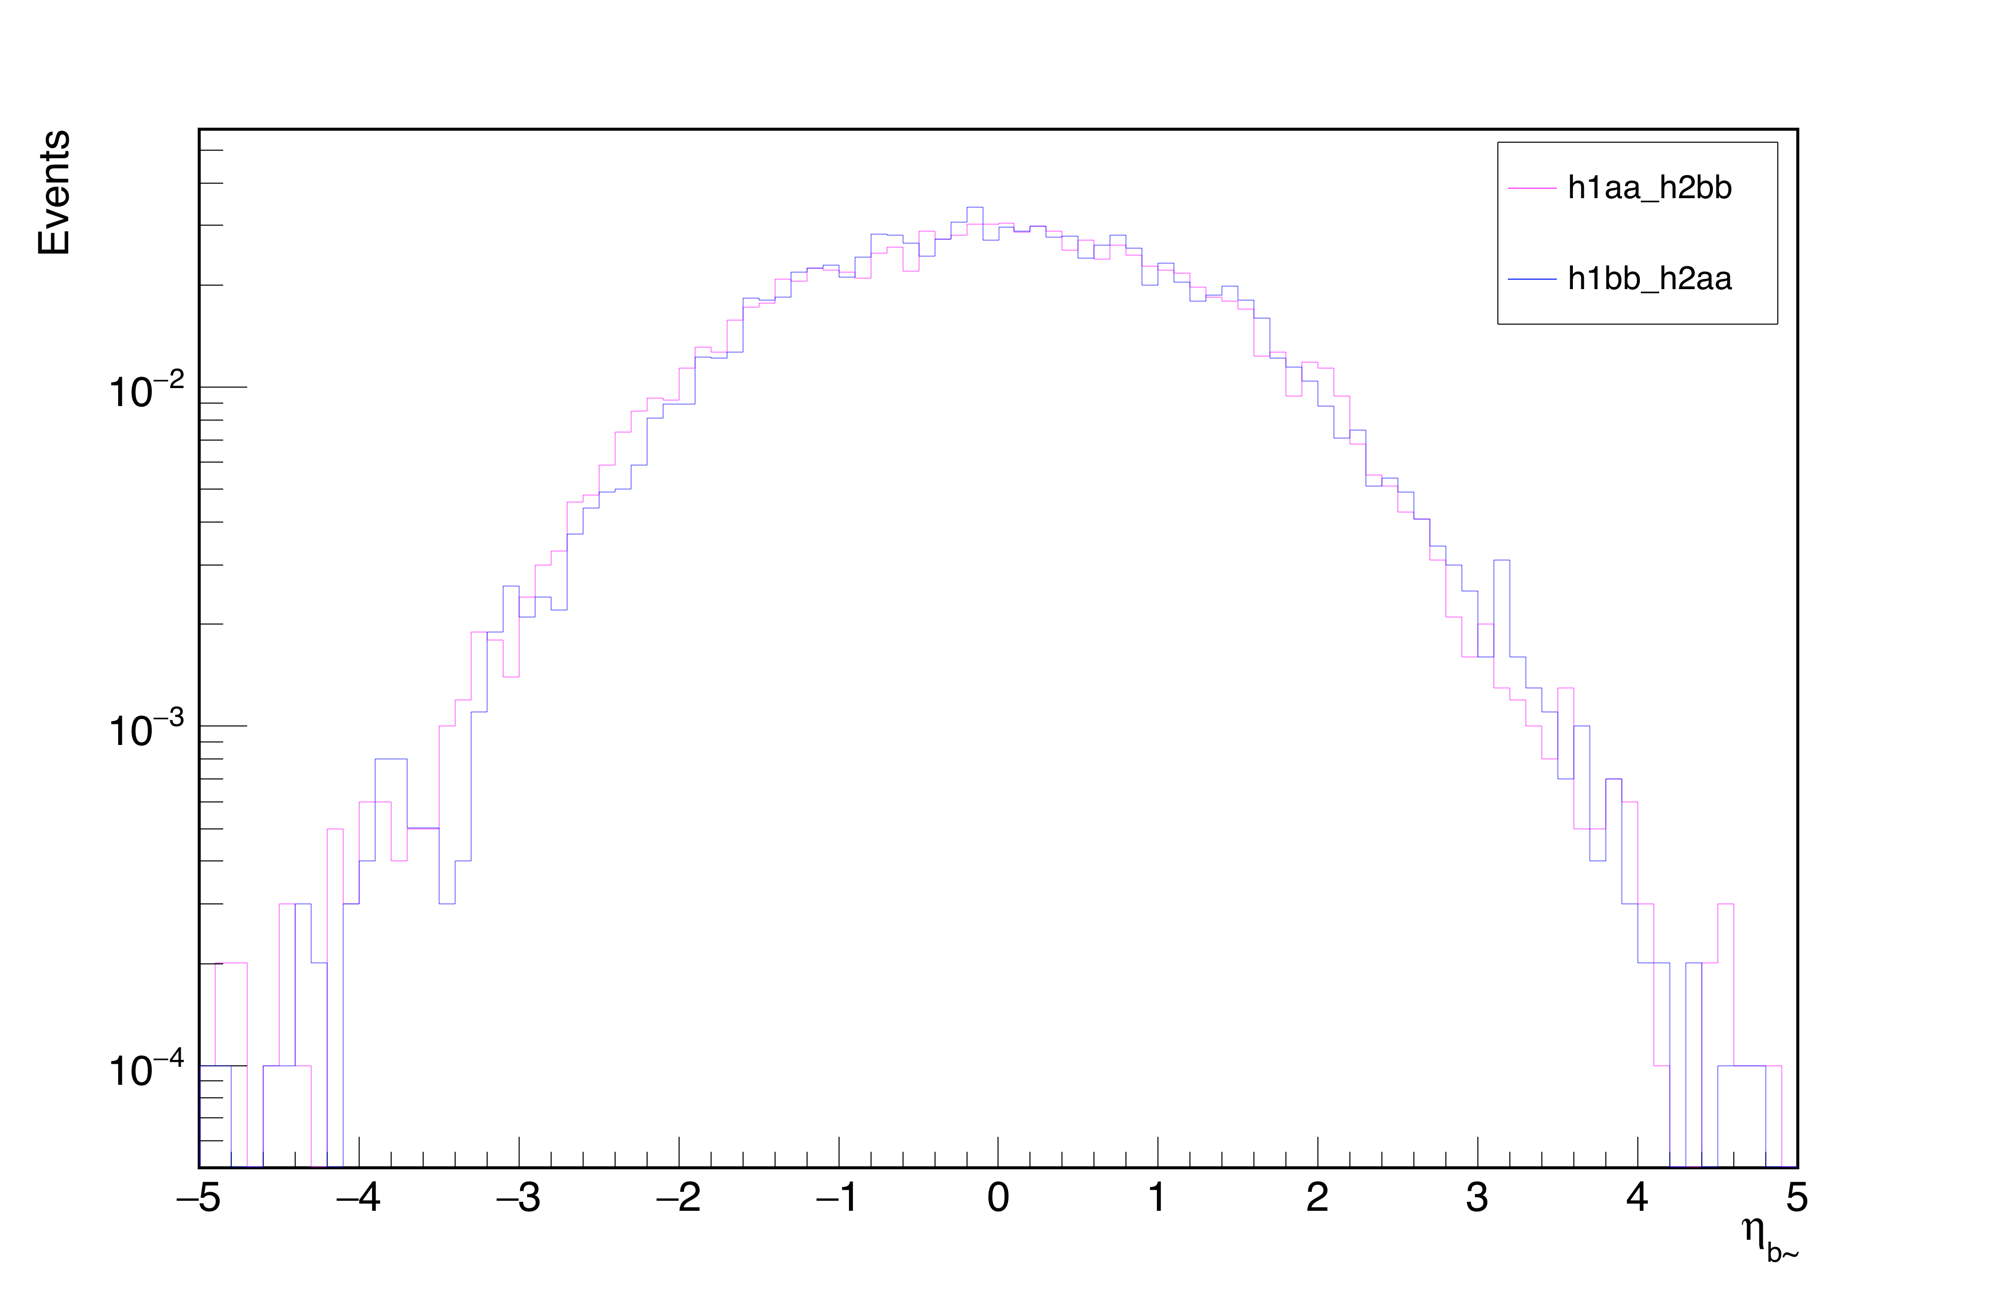 Events
h1aa_h2bb
h1bb_h2aa
10⁻²
10⁻³
10⁻⁴
−5 −4 −3 −2 −1 0 1 2 3 4 5
η_b~